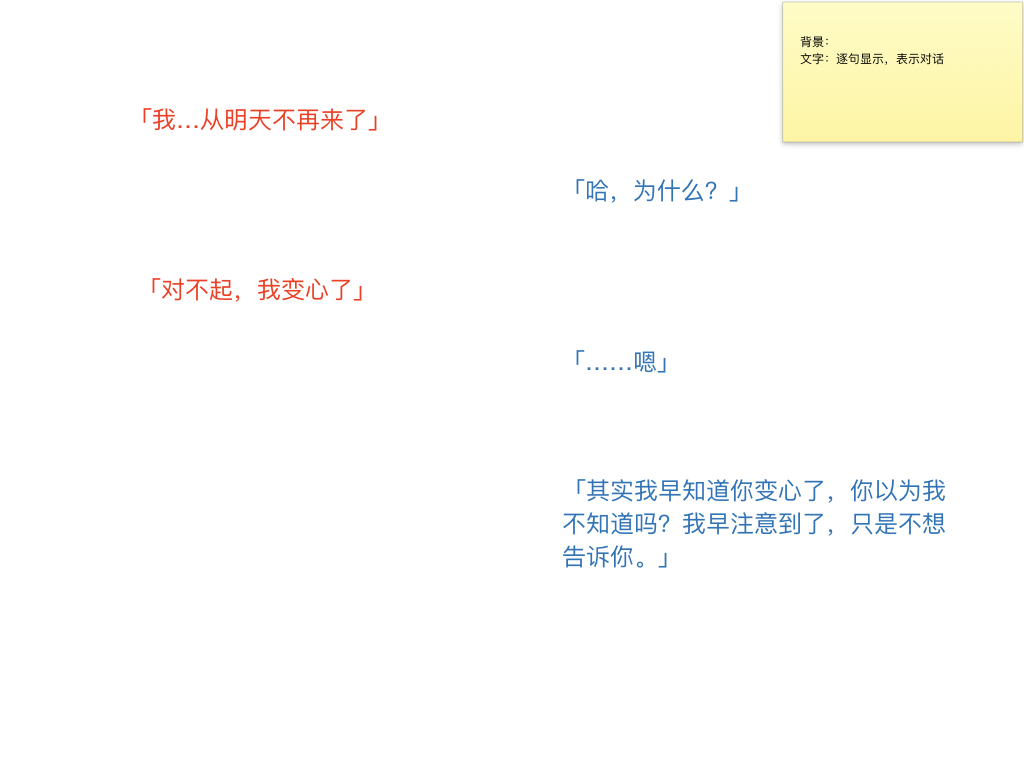 背景：
文字：逐句显示，表示对话
「我…从明天不再来了」
「哈，为什么？」
「对不起，我变心了」
「……嗯」
「其实我早知道你变心了，你以为我
不知道吗？我早注意到了，只是不想
告诉你。」